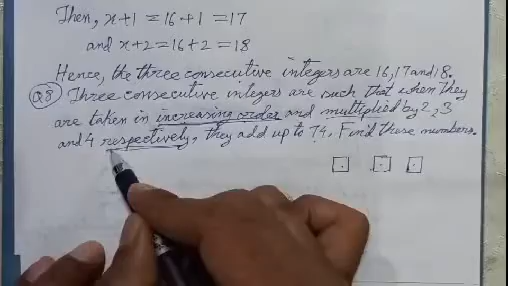 Then, x+1 = 16+1 = 17
and x+2 = 16+2 = 18
Hence, the three consecutive integers are 16, 17 and 18.
Q8) Three consecutive integers are such that when they
are taken in increasing order and multiplied by 2, 3
and 4 respectively, they add up to 74. Find these numbers.